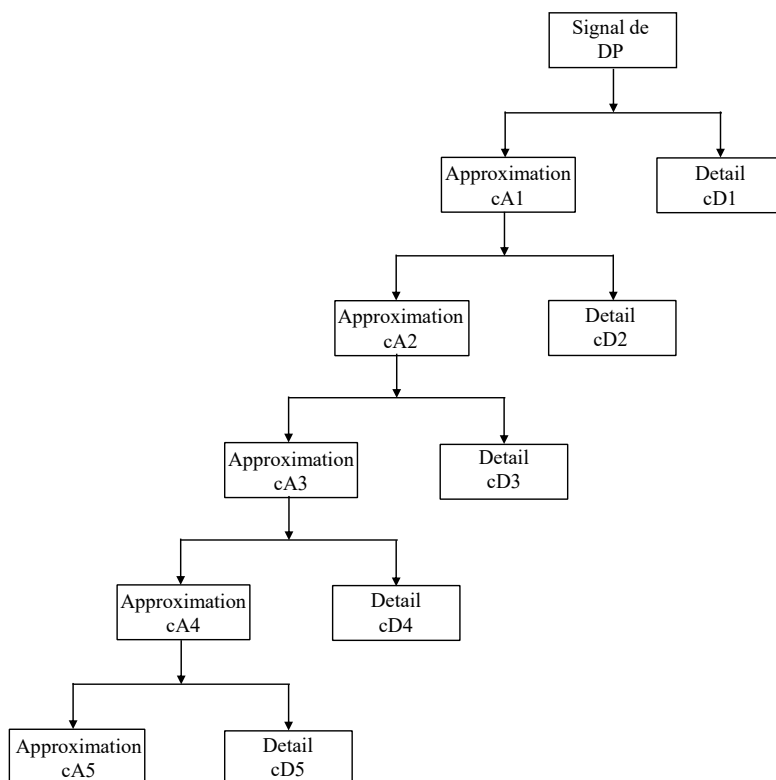 Signal de
DP
Approximation
cA1
Detail
cD1
Approximation
cA2
Detail
cD2
Approximation
cA3
Detail
cD3
Approximation
cA4
Detail
cD4
Approximation
cA5
Detail
cD5